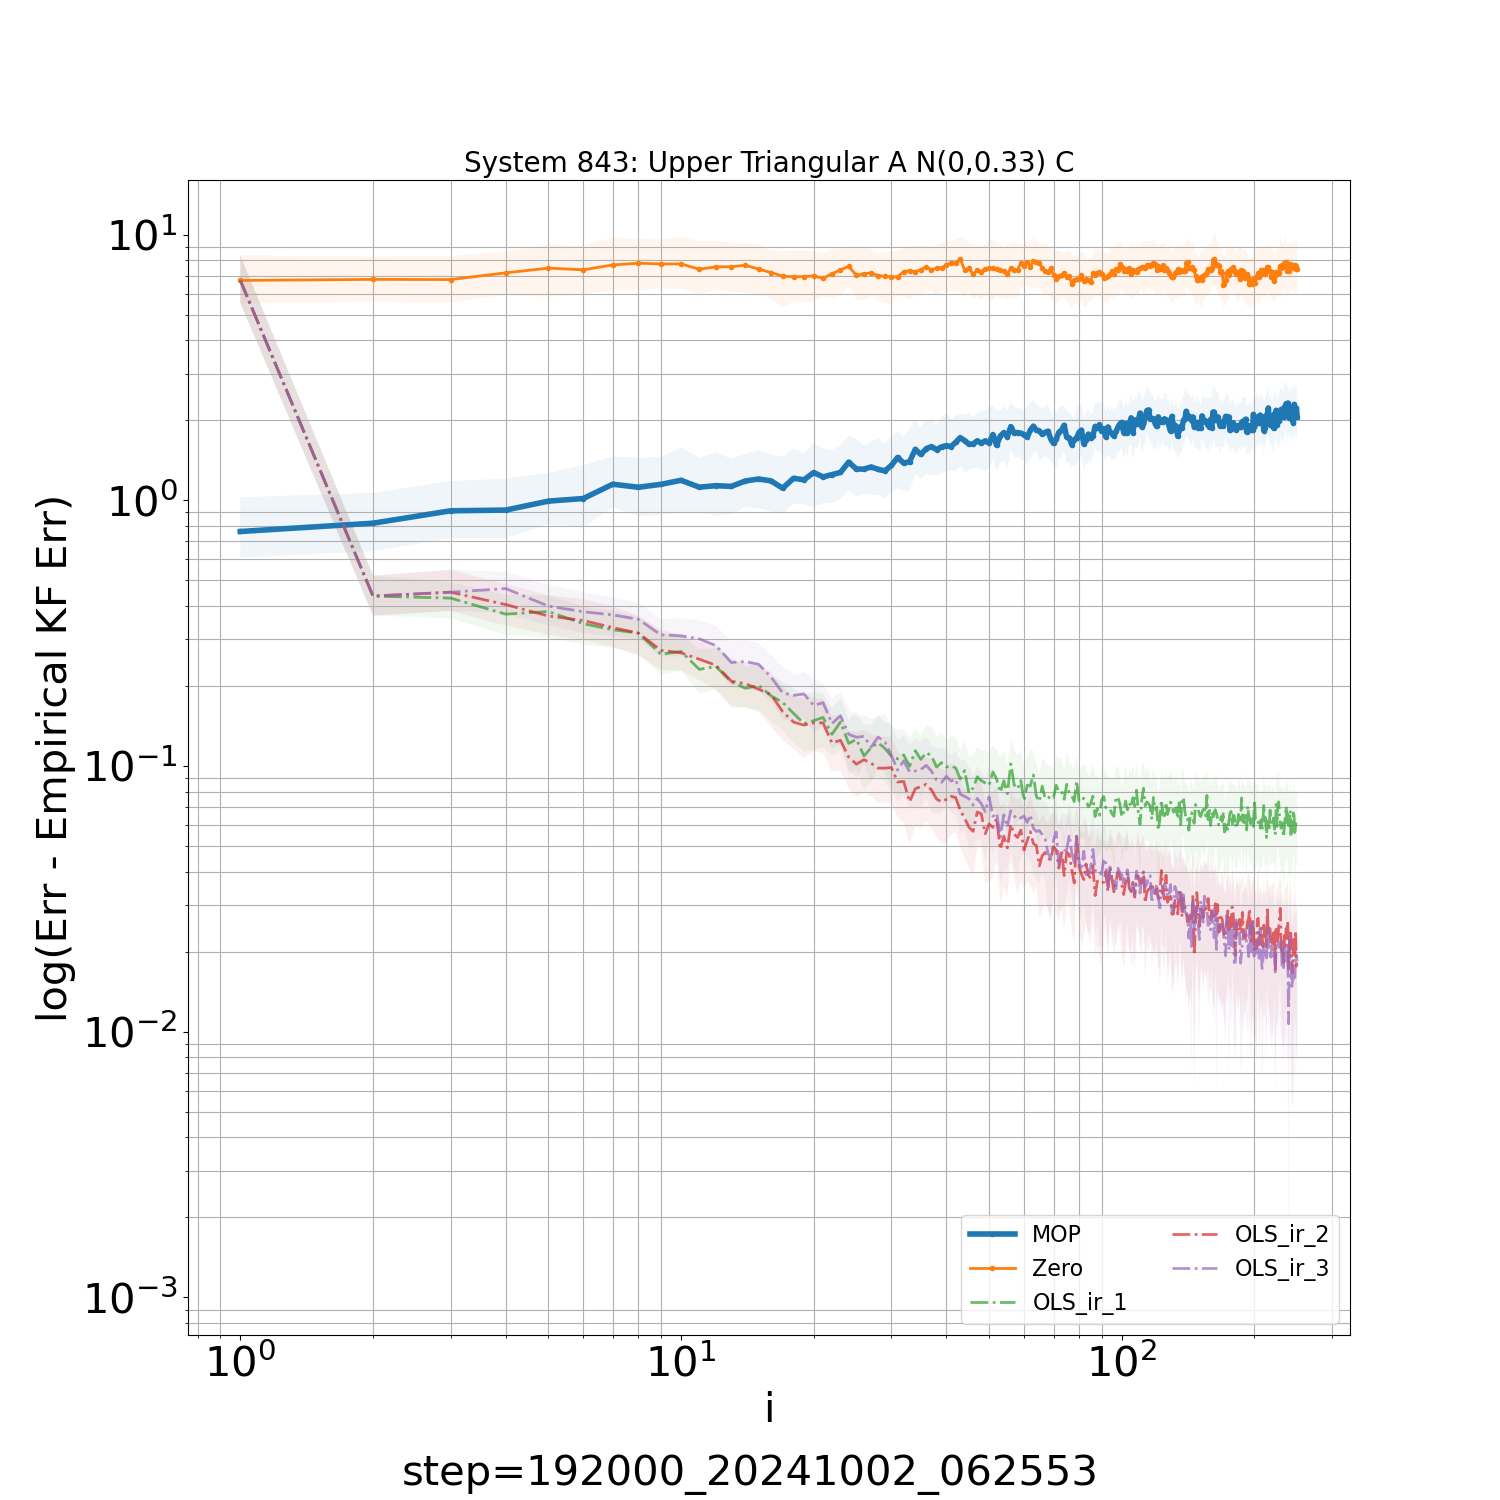 System 843: Upper Triangular A N(0,0.33) C
log(Err - Empirical KF Err)
10¹
10⁰
10⁻¹
10⁻²
10⁻³
MOP
Zero
OLS_ir_1
OLS_ir_2
OLS_ir_3
10⁰ 10¹ 10²
i
step=192000_20241002_062553